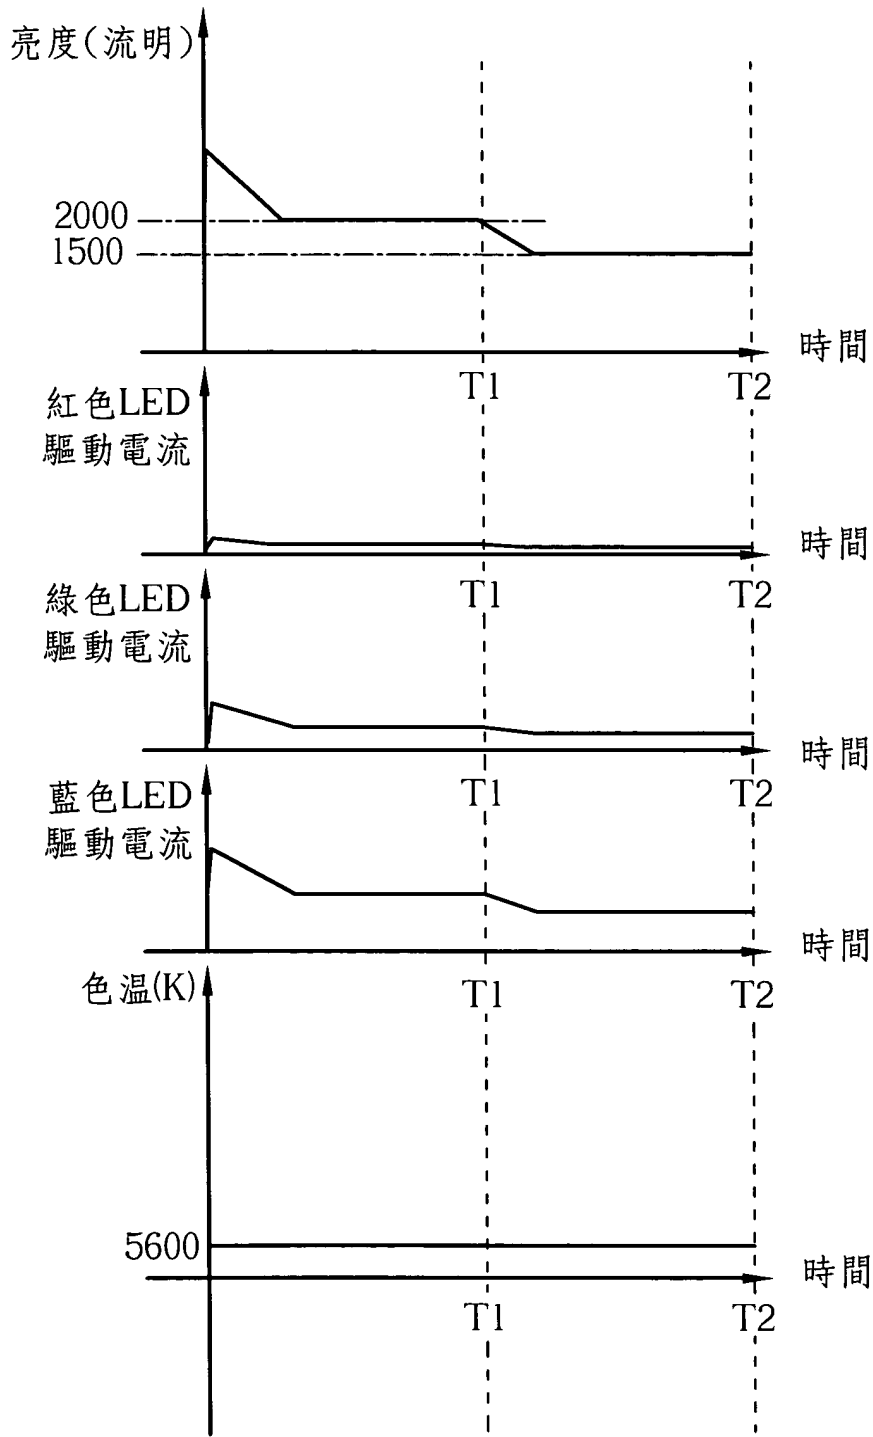 亮度(流明)
2000
1500
時間
T1
T2
紅色LED
驅動電流
時間
T1
T2
綠色LED
驅動電流
時間
T1
T2
藍色LED
驅動電流
時間
T1
T2
色溫(K)
5600
時間
T1
T2